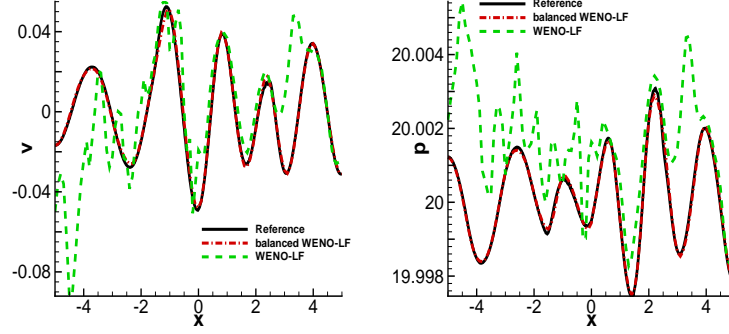 0.04
0
-0.04
-0.08
v
-4
-2
0
2
4
x
Reference
balanced WENO-LF
WENO-LF
Reference
balanced WENO-LF
WENO-LF
20.004
20.002
20
19.998
p
-4
-2
0
2
4
x